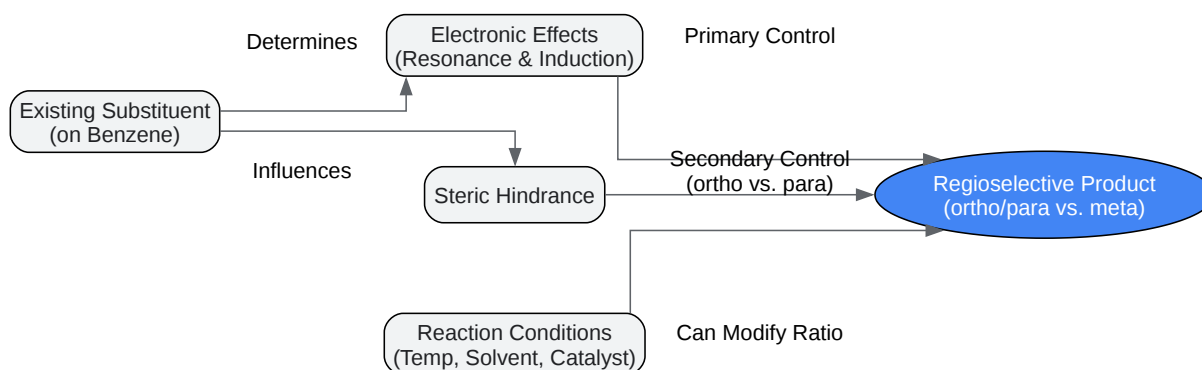 Determines
Electronic Effects
(Resonance & Induction)
Primary Control
Existing Substituent
(on Benzene)
Influences
Steric Hindrance
Secondary Control
(ortho vs. para)
Regioselective Product
(ortho/para vs. meta)
Reaction Conditions
(Temp, Solvent, Catalyst)
Can Modify Ratio